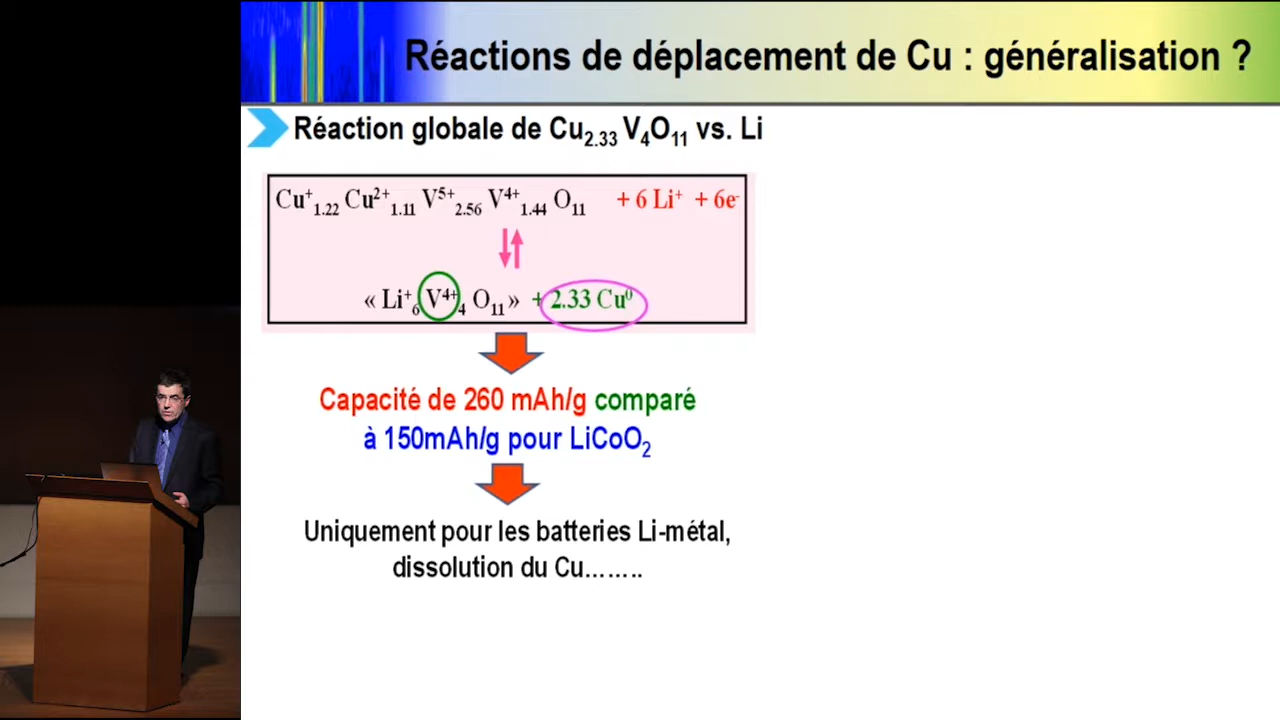 Réactions de déplacement de Cu : généralisation ?
Réaction globale de Cu₂.₃₃ V₄O₁₁ vs. Li
Cu⁺₁.₂₂ Cu²⁺₁.₁₁ V⁵⁺₂.₅₆ V⁴⁺₁.₄₄ O₁₁ + 6 Li⁺ + 6e⁻
« Li⁺₆ V⁴⁺₄ O₁₁ » + 2.33 Cu⁰
Capacité de 260 mAh/g comparé
à 150mAh/g pour LiCoO₂
Uniquement pour les batteries Li-métal,
dissolution du Cu……..